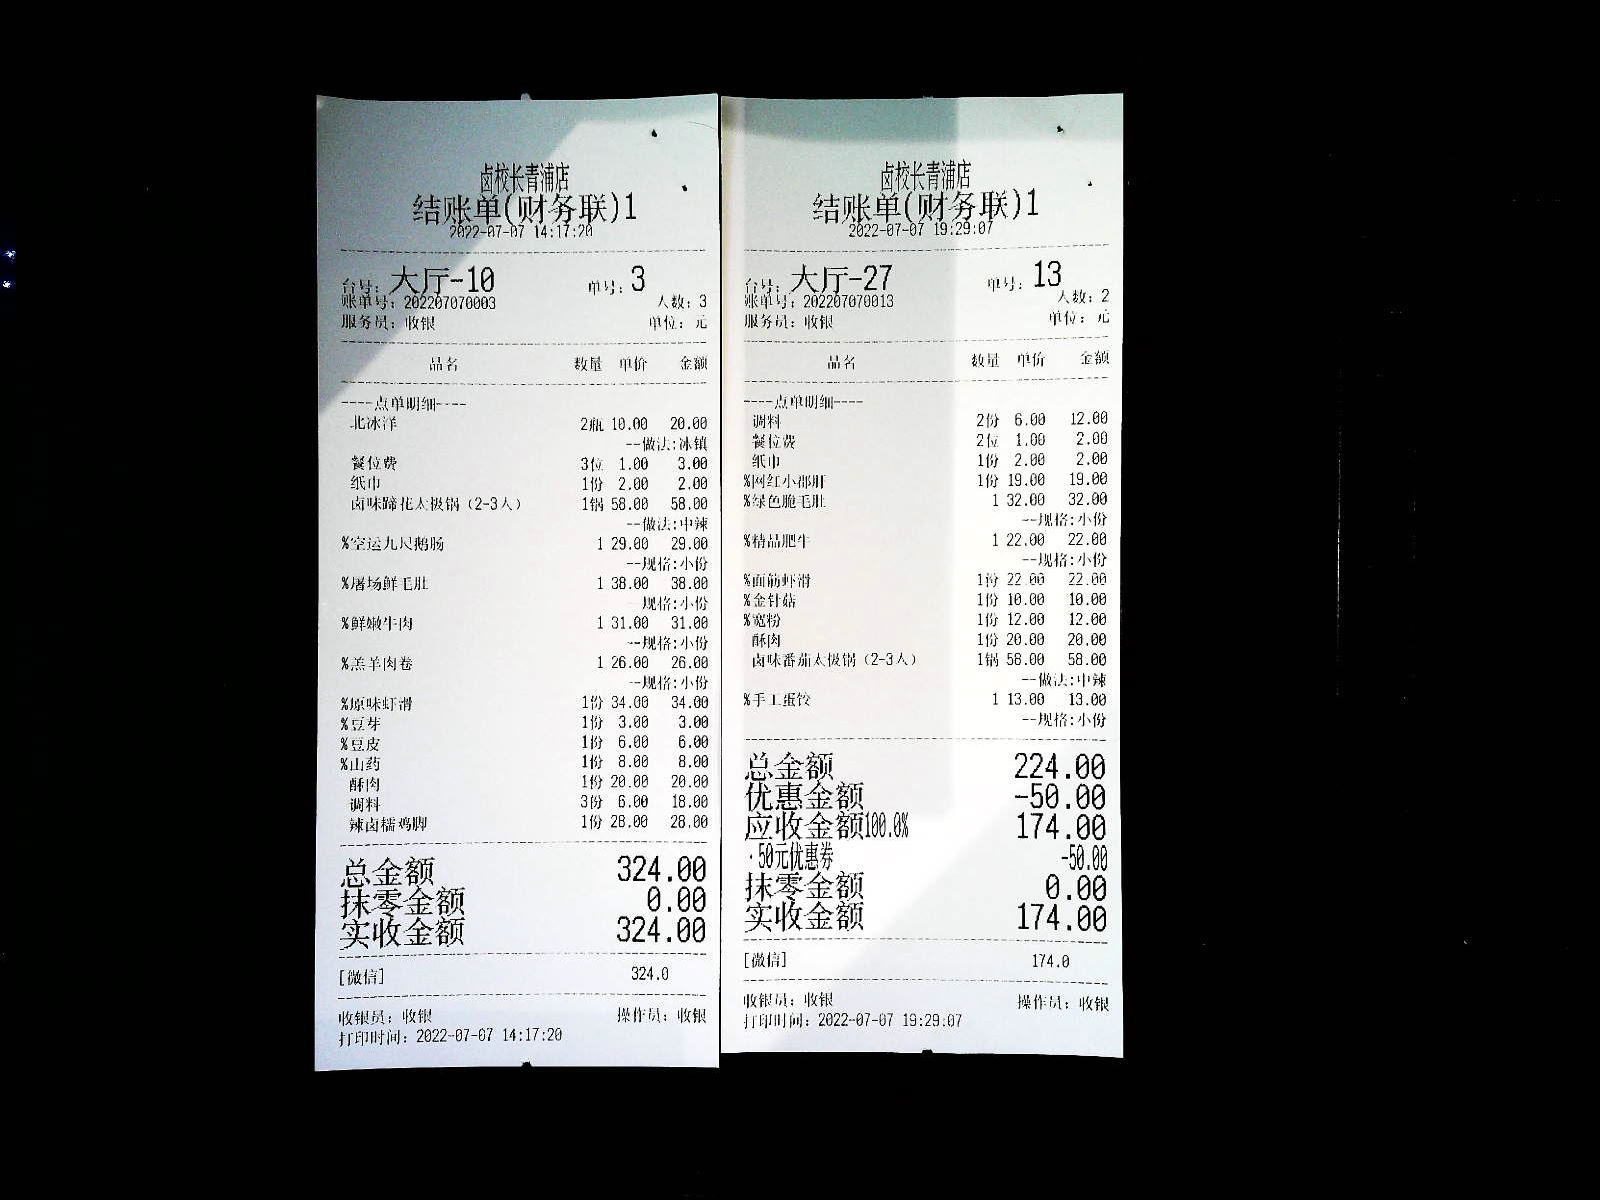 卤校长青浦店
结账单(财务联)1
2022-07-07 14:17:20
台号: 大厅-10 单号: 3
账单号: 202207070003 人数: 3
服务员: 收银 单位: 元
品名 数量 单价 金额
----点单明细----
北冰洋 2瓶 10.00 20.00
--做法:冰镇
餐位费 3位 1.00 3.00
纸巾 1份 2.00 2.00
卤味蹄花太极锅（2-3人） 1锅 58.00 58.00
--做法:中辣
%空运九尺鹅肠 1 29.00 29.00
--规格:小份
%屠场鲜毛肚 1 38.00 38.00
--规格:小份
%鲜嫩牛肉 1 31.00 31.00
--规格:小份
%羔羊肉卷 1 26.00 26.00
--规格:小份
%原味虾滑 1份 34.00 34.00
%豆芽 1份 3.00 3.00
%豆皮 1份 6.00 6.00
%山药 1份 8.00 8.00
酥肉 1份 20.00 20.00
调料 3份 6.00 18.00
辣卤糯鸡脚 1份 28.00 28.00
总金额 324.00
抹零金额 0.00
实收金额 324.00
[微信] 324.0
收银员: 收银 操作员: 收银
打印时间: 2022-07-07 14:17:20
卤校长青浦店
结账单(财务联)1
2022-07-07 19:29:07
台号: 大厅-27 单号: 13
账单号: 202207070013 人数: 2
服务员: 收银 单位: 元
品名 数量 单价 金额
----点单明细----
调料 2份 6.00 12.00
餐位费 2位 1.00 2.00
纸巾 1份 2.00 2.00
%网红小郡肝 1份 19.00 19.00
%绿色脆毛肚 1 32.00 32.00
--规格:小份
%精品肥牛 1 22.00 22.00
--规格:小份
%面筋虾滑 1份 22.00 22.00
%金针菇 1份 10.00 10.00
%宽粉 1份 12.00 12.00
酥肉 1份 20.00 20.00
卤味番茄太极锅（2-3人） 1锅 58.00 58.00
--做法:中辣
%手工蛋饺 1 13.00 13.00
--规格:小份
总金额 224.00
优惠金额 -50.00
应收金额100.0% 174.00
·50元优惠券 -50.00
抹零金额 0.00
实收金额 174.00
[微信] 174.0
收银员: 收银 操作员: 收银
打印时间: 2022-07-07 19:29:07